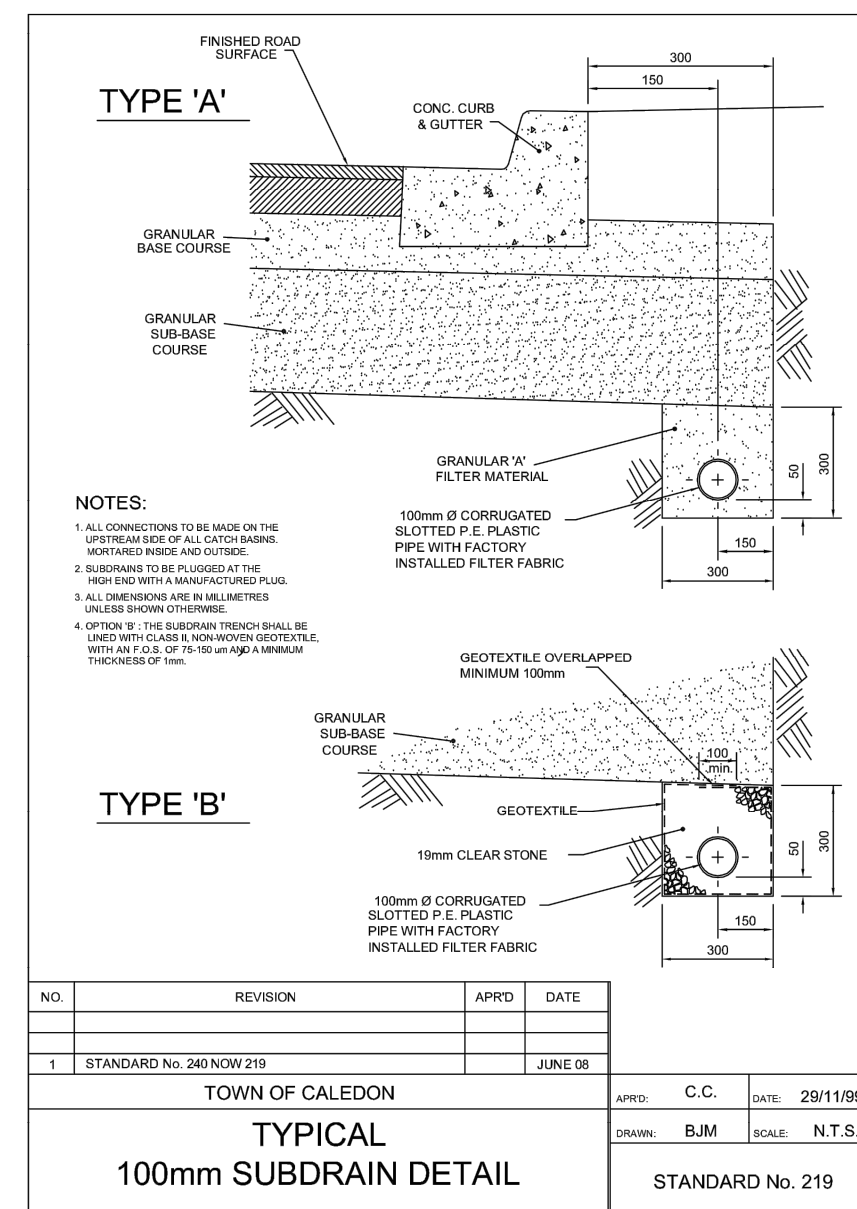 FINISHED ROAD
SURFACE
TYPE 'A'
CONC. CURB
& GUTTER
300
150
GRANULAR
BASE COURSE
GRANULAR
SUB-BASE
COURSE
GRANULAR 'A'
FILTER MATERIAL
100mm Ø CORRUGATED
SLOTTED P.E. PLASTIC
PIPE WITH FACTORY
INSTALLED FILTER FABRIC
50
300
150
300
NOTES:
1. ALL CONNECTIONS TO BE MADE ON THE
UPSTREAM SIDE OF ALL CATCH BASINS.
MORTARED INSIDE AND OUTSIDE.
2. SUBDRAINS TO BE PLUGGED AT THE
HIGH END WITH A MANUFACTURED PLUG.
3. ALL DIMENSIONS ARE IN MILLIMETRES
UNLESS SHOWN OTHERWISE.
4. OPTION 'B' : THE SUBDRAIN TRENCH SHALL BE
LINED WITH CLASS II, NON-WOVEN GEOTEXTILE,
WITH AN F.O.S. OF 75-150 um AND A MINIMUM
THICKNESS OF 1mm.
GEOTEXTILE OVERLAPPED
MINIMUM 100mm
GRANULAR
SUB-BASE
COURSE
100
min.
TYPE 'B'
GEOTEXTILE
19mm CLEAR STONE
100mm Ø CORRUGATED
SLOTTED P.E. PLASTIC
PIPE WITH FACTORY
INSTALLED FILTER FABRIC
50
300
150
300
NO. REVISION APR'D DATE
1 STANDARD No. 240 NOW 219 JUNE 08
TOWN OF CALEDON
TYPICAL
100mm SUBDRAIN DETAIL
APR'D: C.C. DATE: 29/11/99
DRAWN: BJM SCALE: N.T.S.
STANDARD No. 219